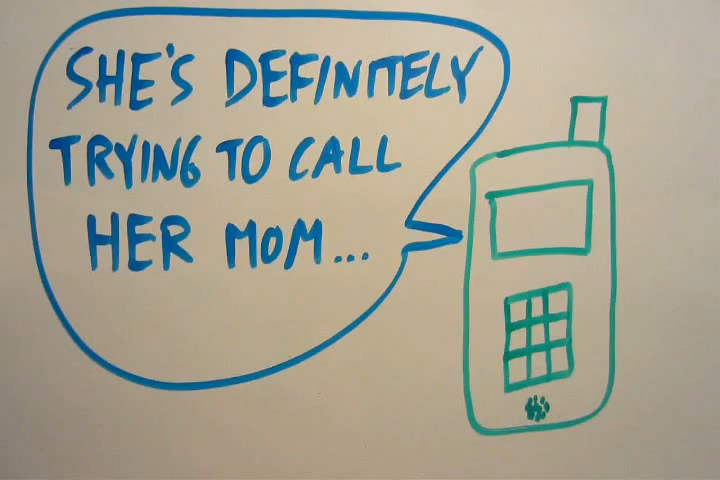 SHE'S DEFINITELY
TRYING TO CALL
HER MOM...